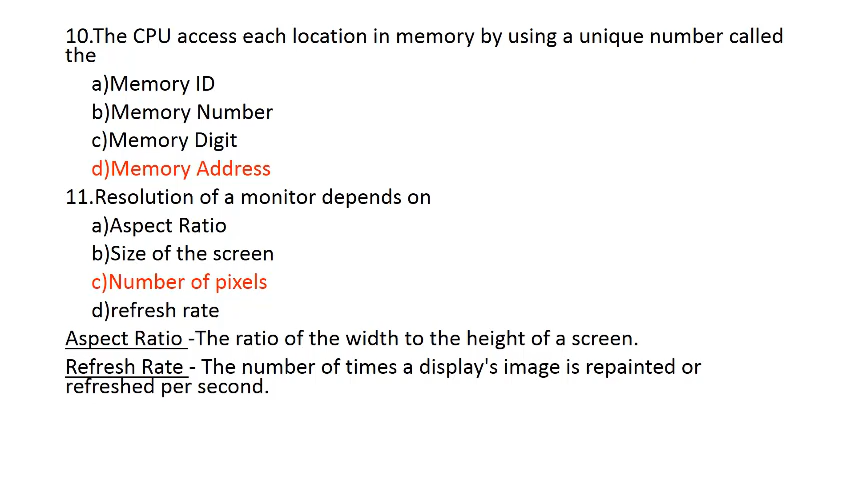 10.The CPU access each location in memory by using a unique number called
the
a)Memory ID
b)Memory Number
c)Memory Digit
d)Memory Address
11.Resolution of a monitor depends on
a)Aspect Ratio
b)Size of the screen
c)Number of pixels
d)refresh rate
Aspect Ratio -The ratio of the width to the height of a screen.
Refresh Rate - The number of times a display's image is repainted or
refreshed per second.